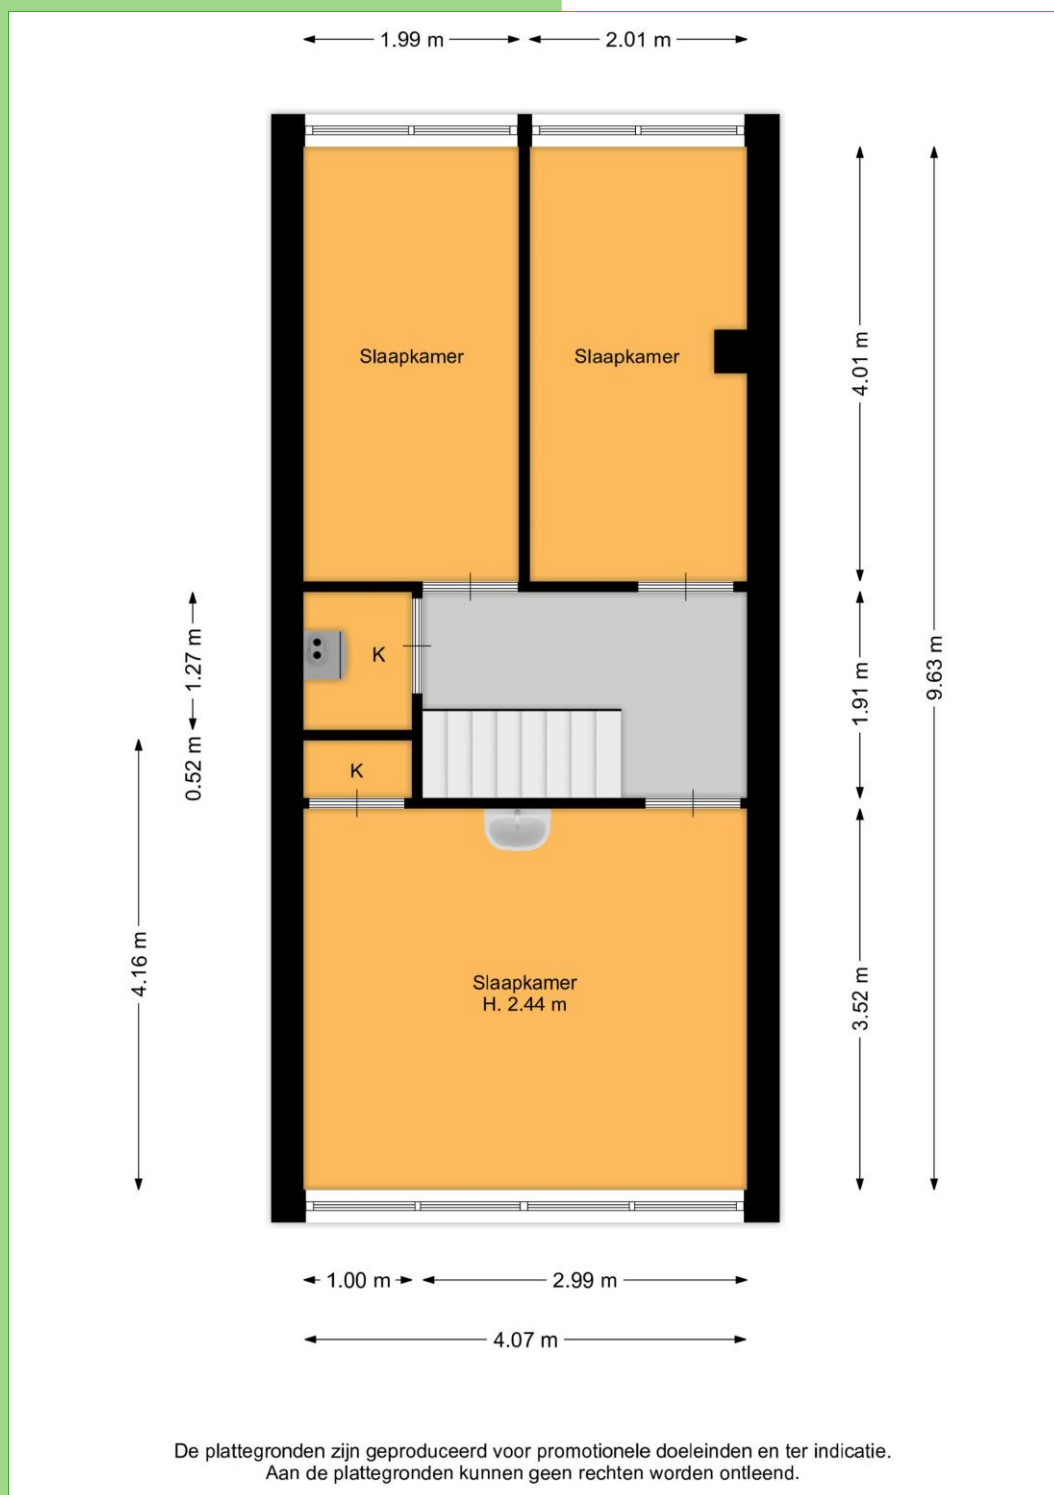 1.99 m
2.01 m
Slaapkamer
Slaapkamer
4.01 m
9.63 m
1.27 m
K
1.91 m
0.52 m
K
4.16 m
Slaapkamer
H. 2.44 m
3.52 m
1.00 m
2.99 m
4.07 m
De plattegronden zijn geproduceerd voor promotionele doeleinden en ter indicatie.
Aan de plattegronden kunnen geen rechten worden ontleend.